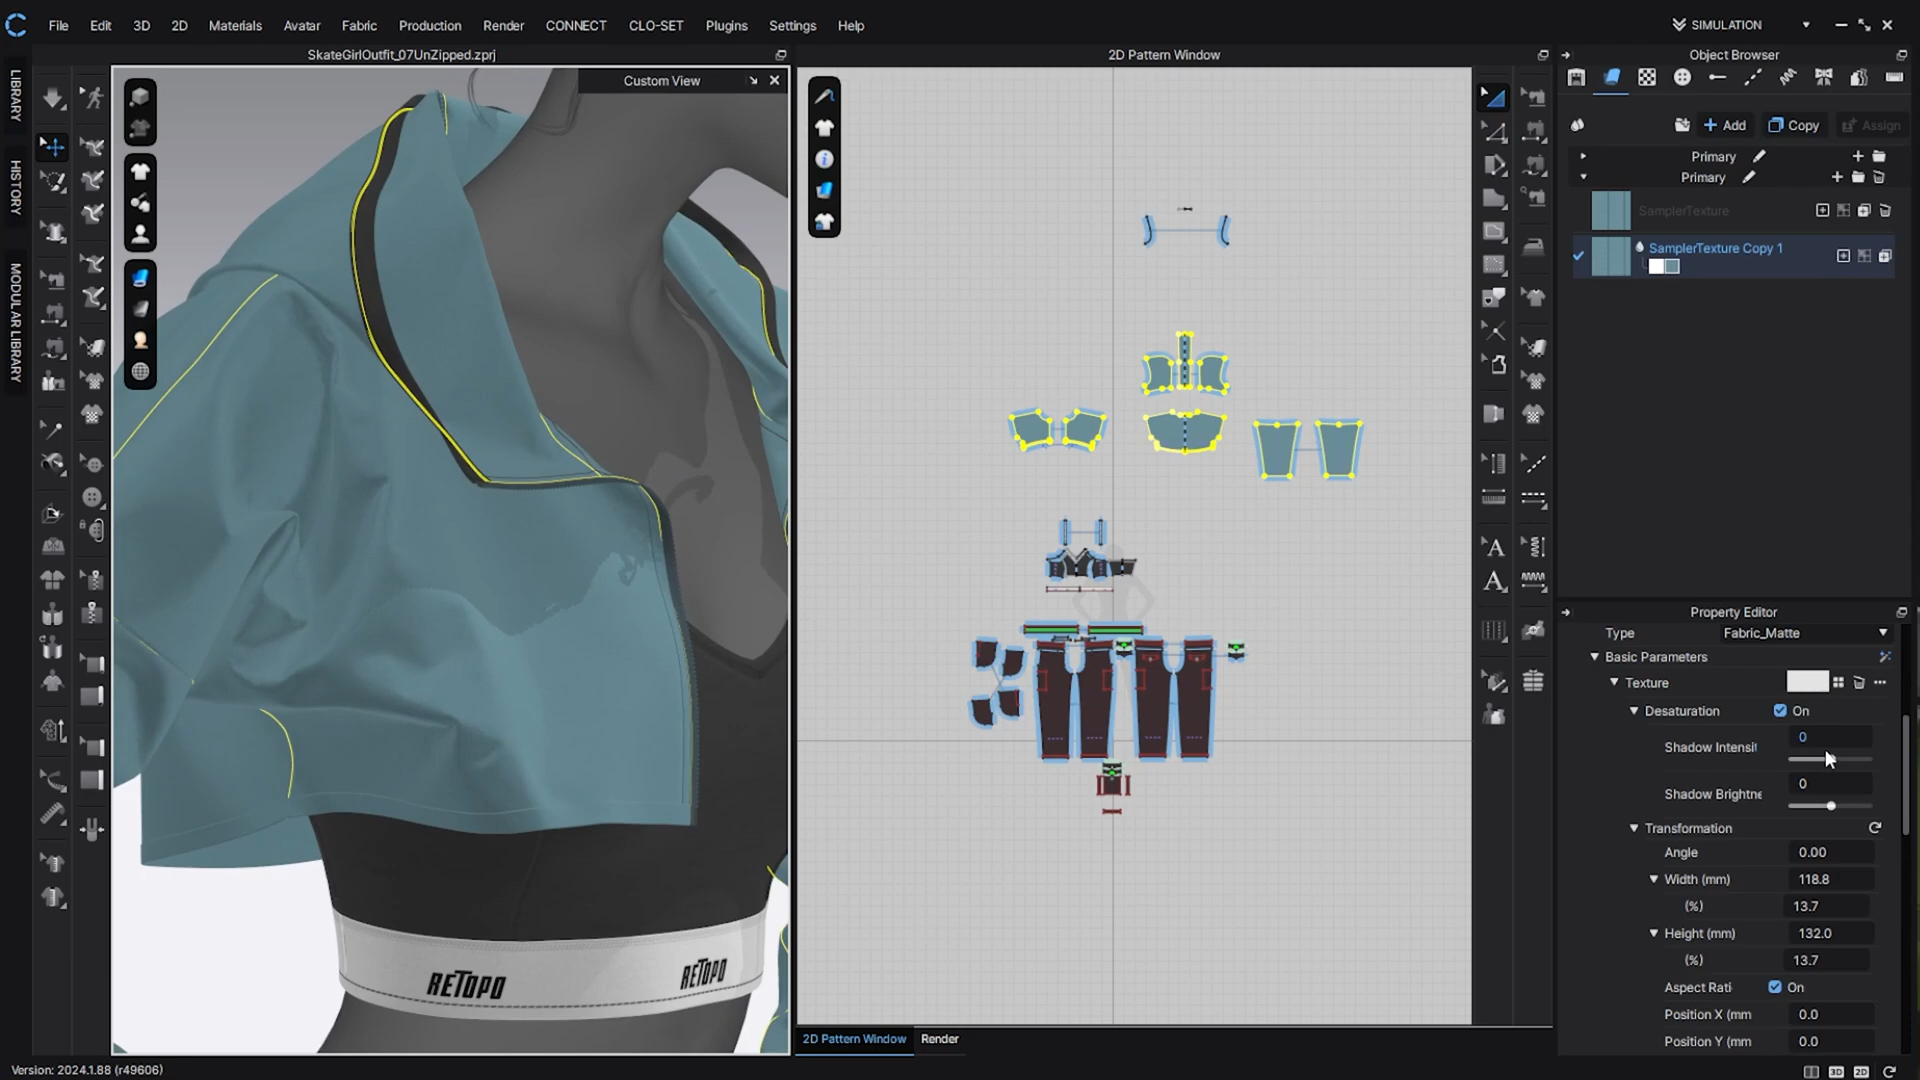 File Edit 3D 2D Materials Avatar Fabric Production Render CONNECT CLO-SET Plugins Settings Help
SIMULATION
SkateGirlOutfit_07UnZipped.zprj
2D Pattern Window
Object Browser
LIBRARY
HISTORY
MODULAR LIBRARY
Custom View
Add
Copy
Assign
Primary
Primary
SamplerTexture
SamplerTexture Copy 1
Property Editor
Type
Fabric_Matte
Basic Parameters
Texture
Desaturation
On
Shadow Intensit
0
Shadow Brightne
0
Transformation
Angle
0.00
Width (mm)
118.8
(%)
13.7
Height (mm)
132.0
(%)
13.7
Aspect Rati
On
Position X (mm
0.0
Position Y (mm
0.0
RETOPO
RETOPO
2D Pattern Window
Render
Version: 2024.1.88 (r49606)
3D
2D